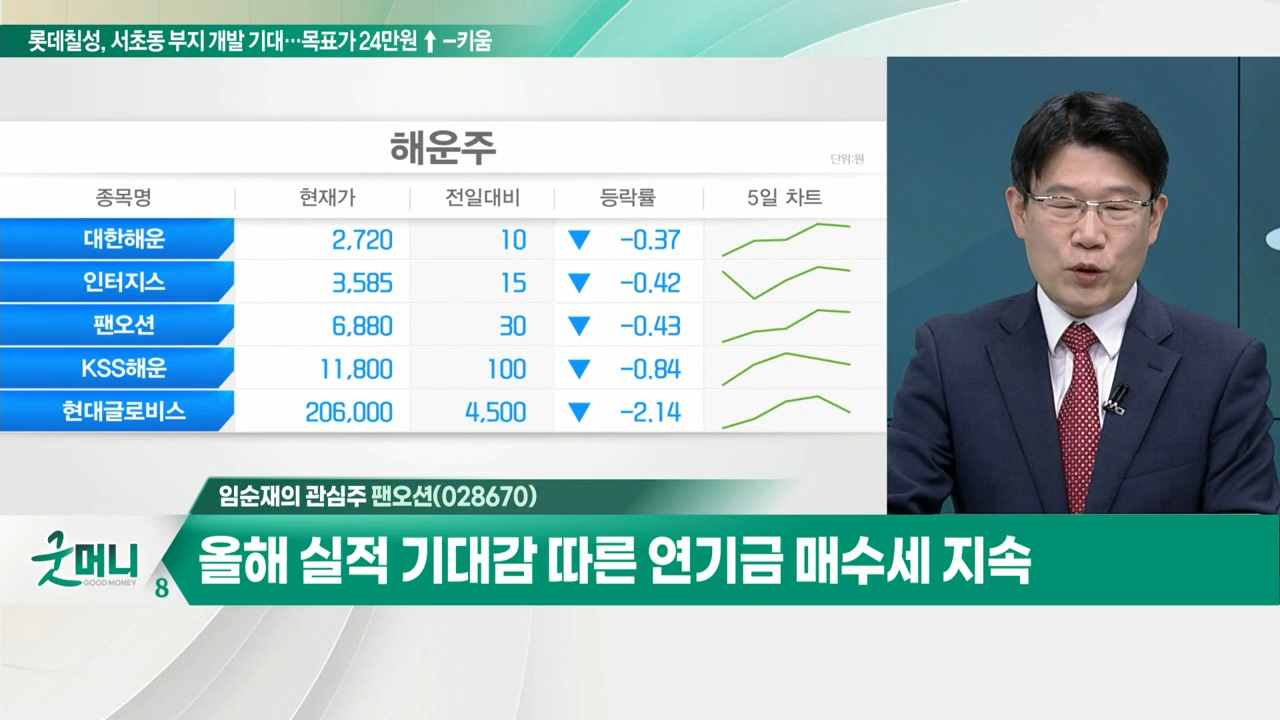 롯데칠성, 서초동 부지 개발 기대…목표가 24만원↑ -키움
해운주
단위:원
종목명 현재가 전일대비 등락률 5일 차트
대한해운 2,720 10 ▼ -0.37
인터지스 3,585 15 ▼ -0.42
팬오션 6,880 30 ▼ -0.43
KSS해운 11,800 100 ▼ -0.84
현대글로비스 206,000 4,500 ▼ -2.14
임순재의 관심주 팬오션(028670)
굿머니
GOOD MONEY
8
올해 실적 기대감 따른 연기금 매수세 지속